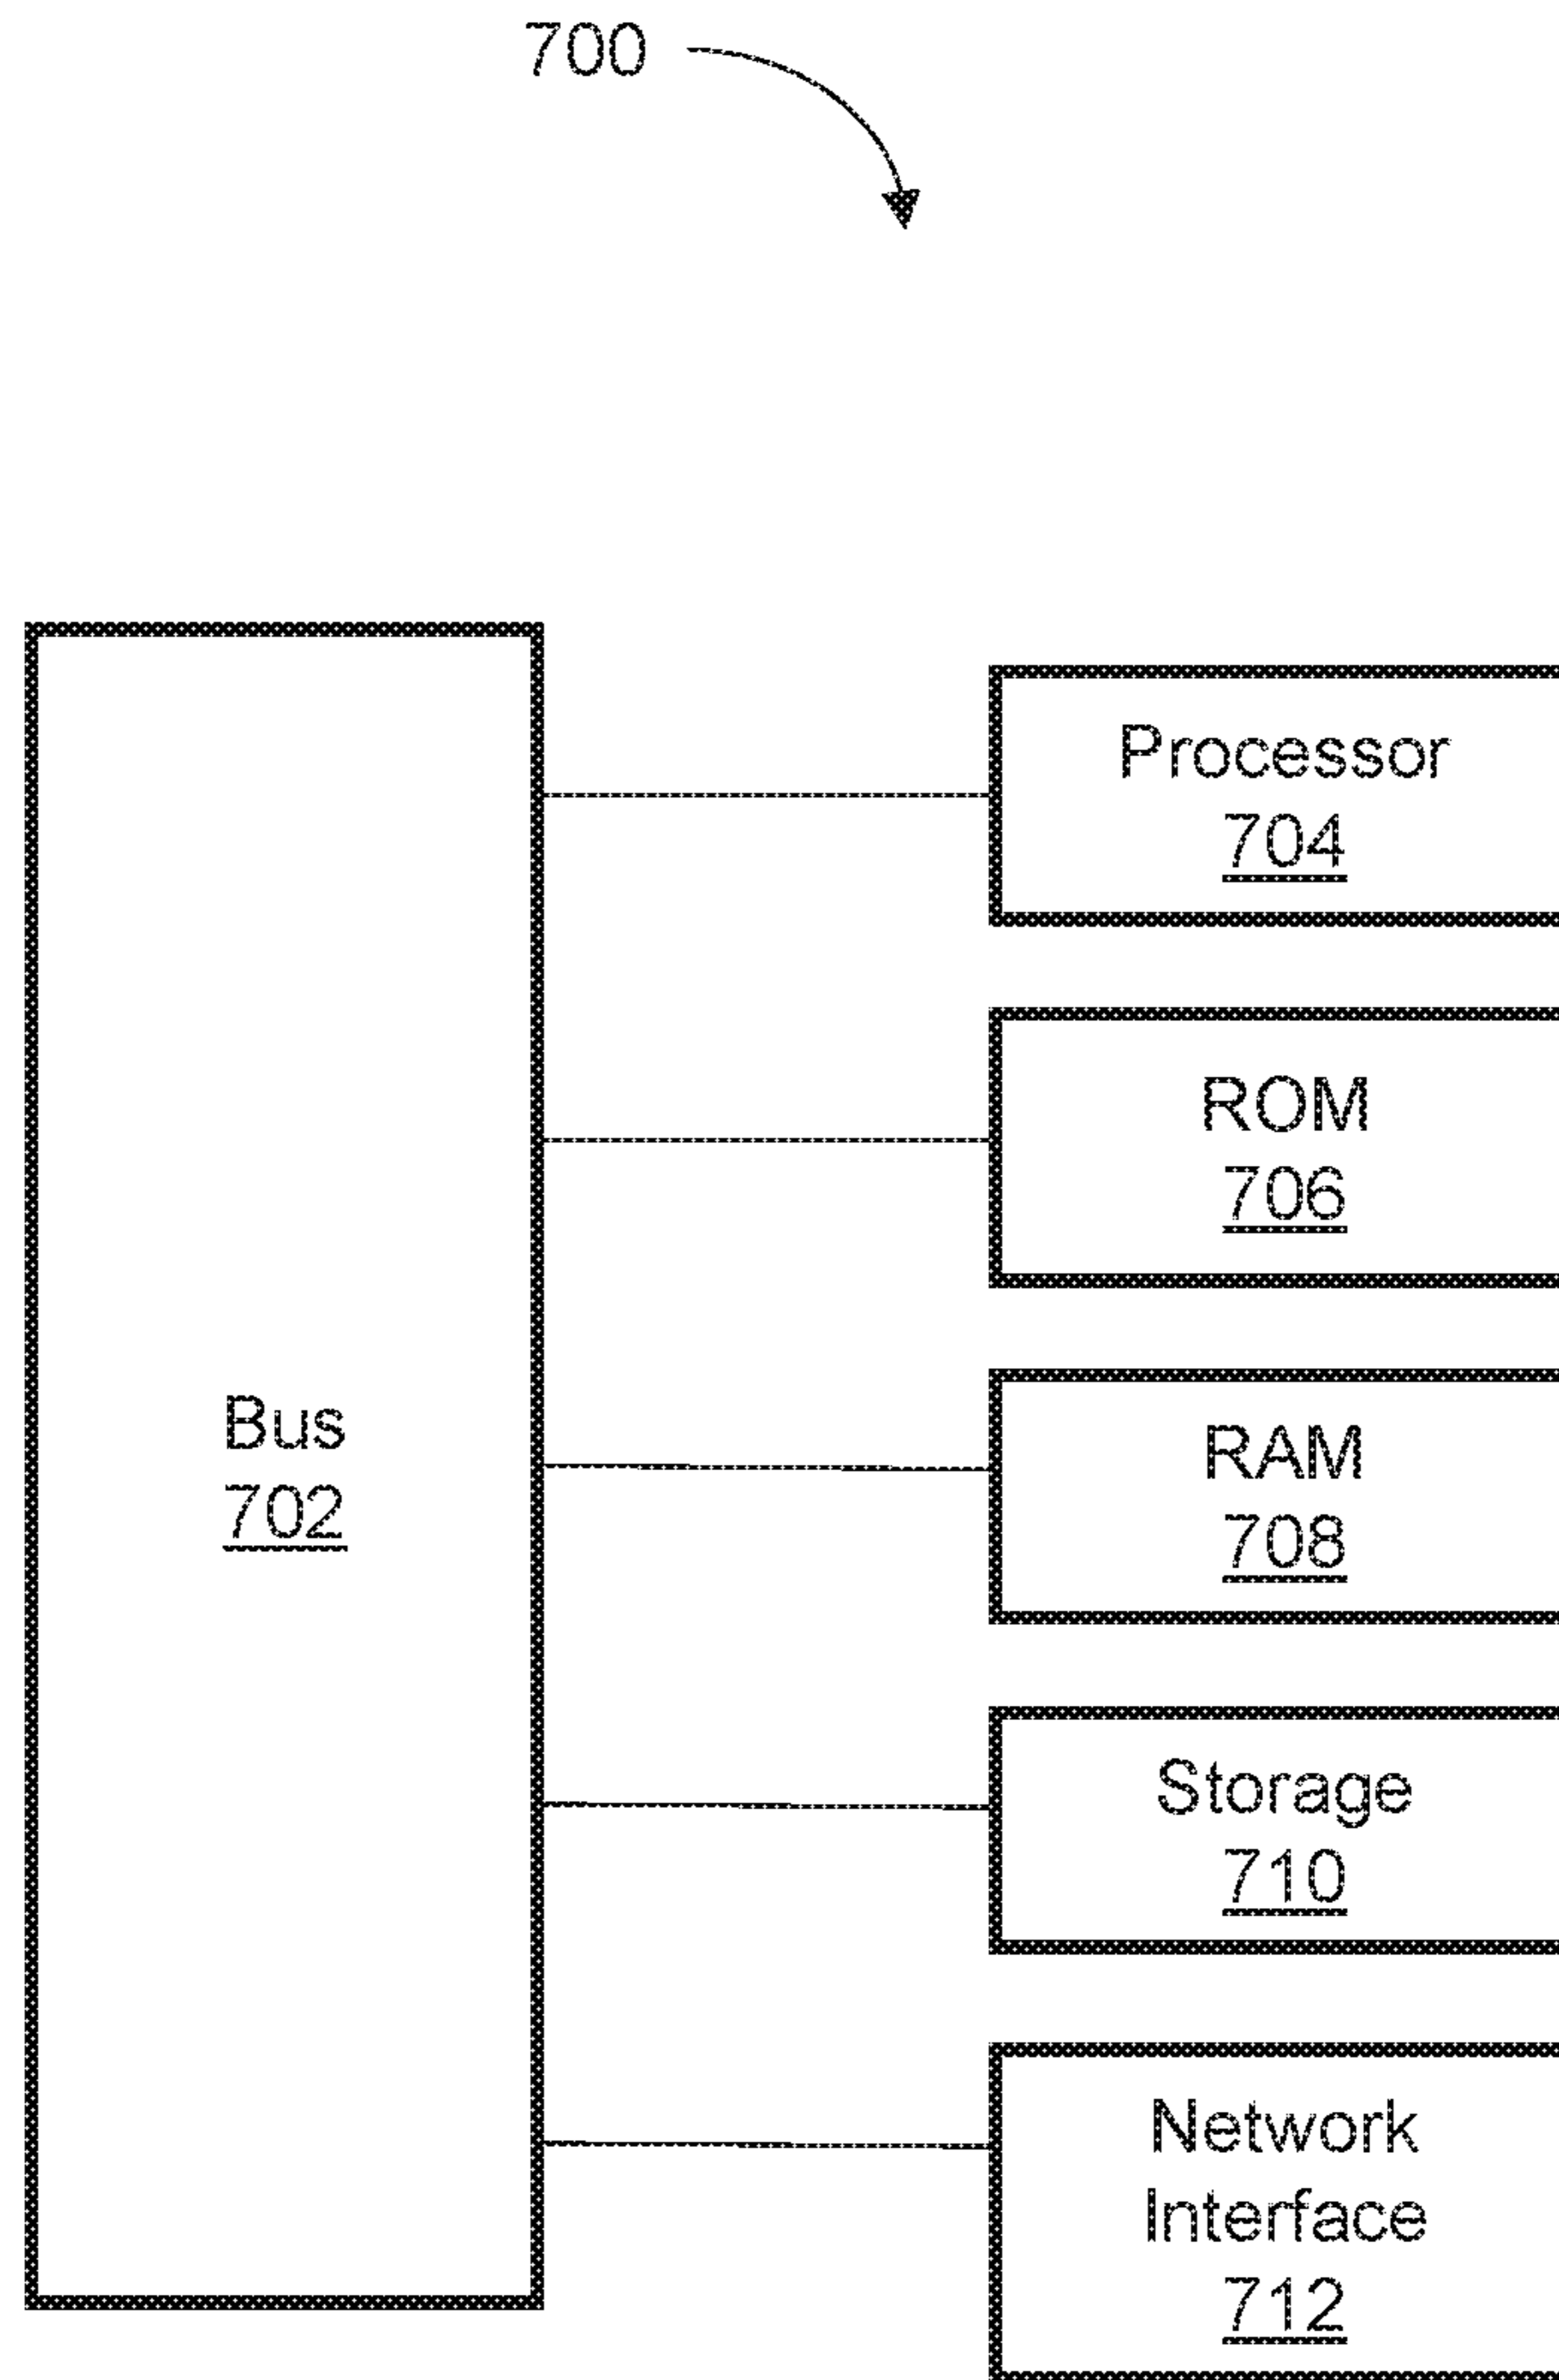 700
Processor
704
ROM
706
Bus
702
RAM
708
Storage
710
Network
Interface
712